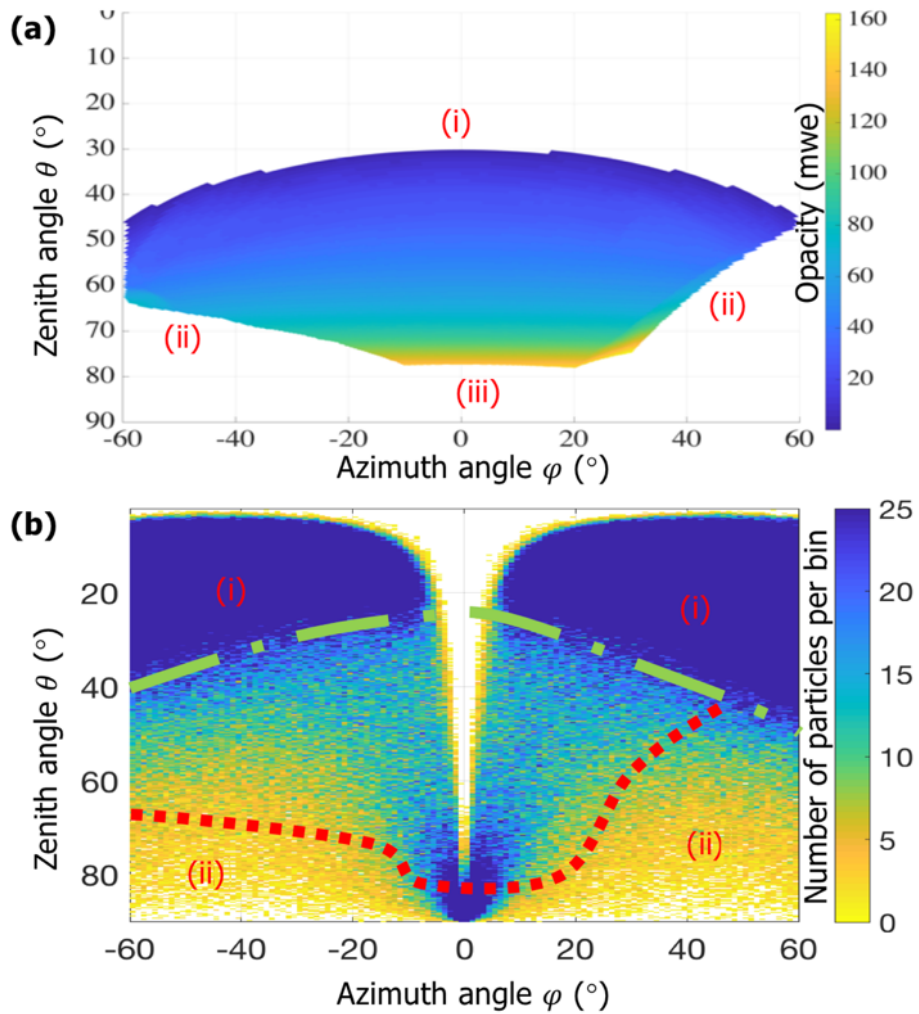 (a)
0
10
20
30
40
50
60
70
80
90
Zenith angle θ (°)
(i)
(ii)
(ii)
(iii)
-60
-40
-20
0
20
40
60
Azimuth angle φ (°)
160
140
120
100
80
60
40
20
Opacity (mwe)
(b)
20
40
60
80
Zenith angle θ (°)
(i)
(i)
(ii)
(ii)
-60
-40
-20
0
20
40
60
Azimuth angle φ (°)
25
20
15
10
5
0
Number of particles per bin